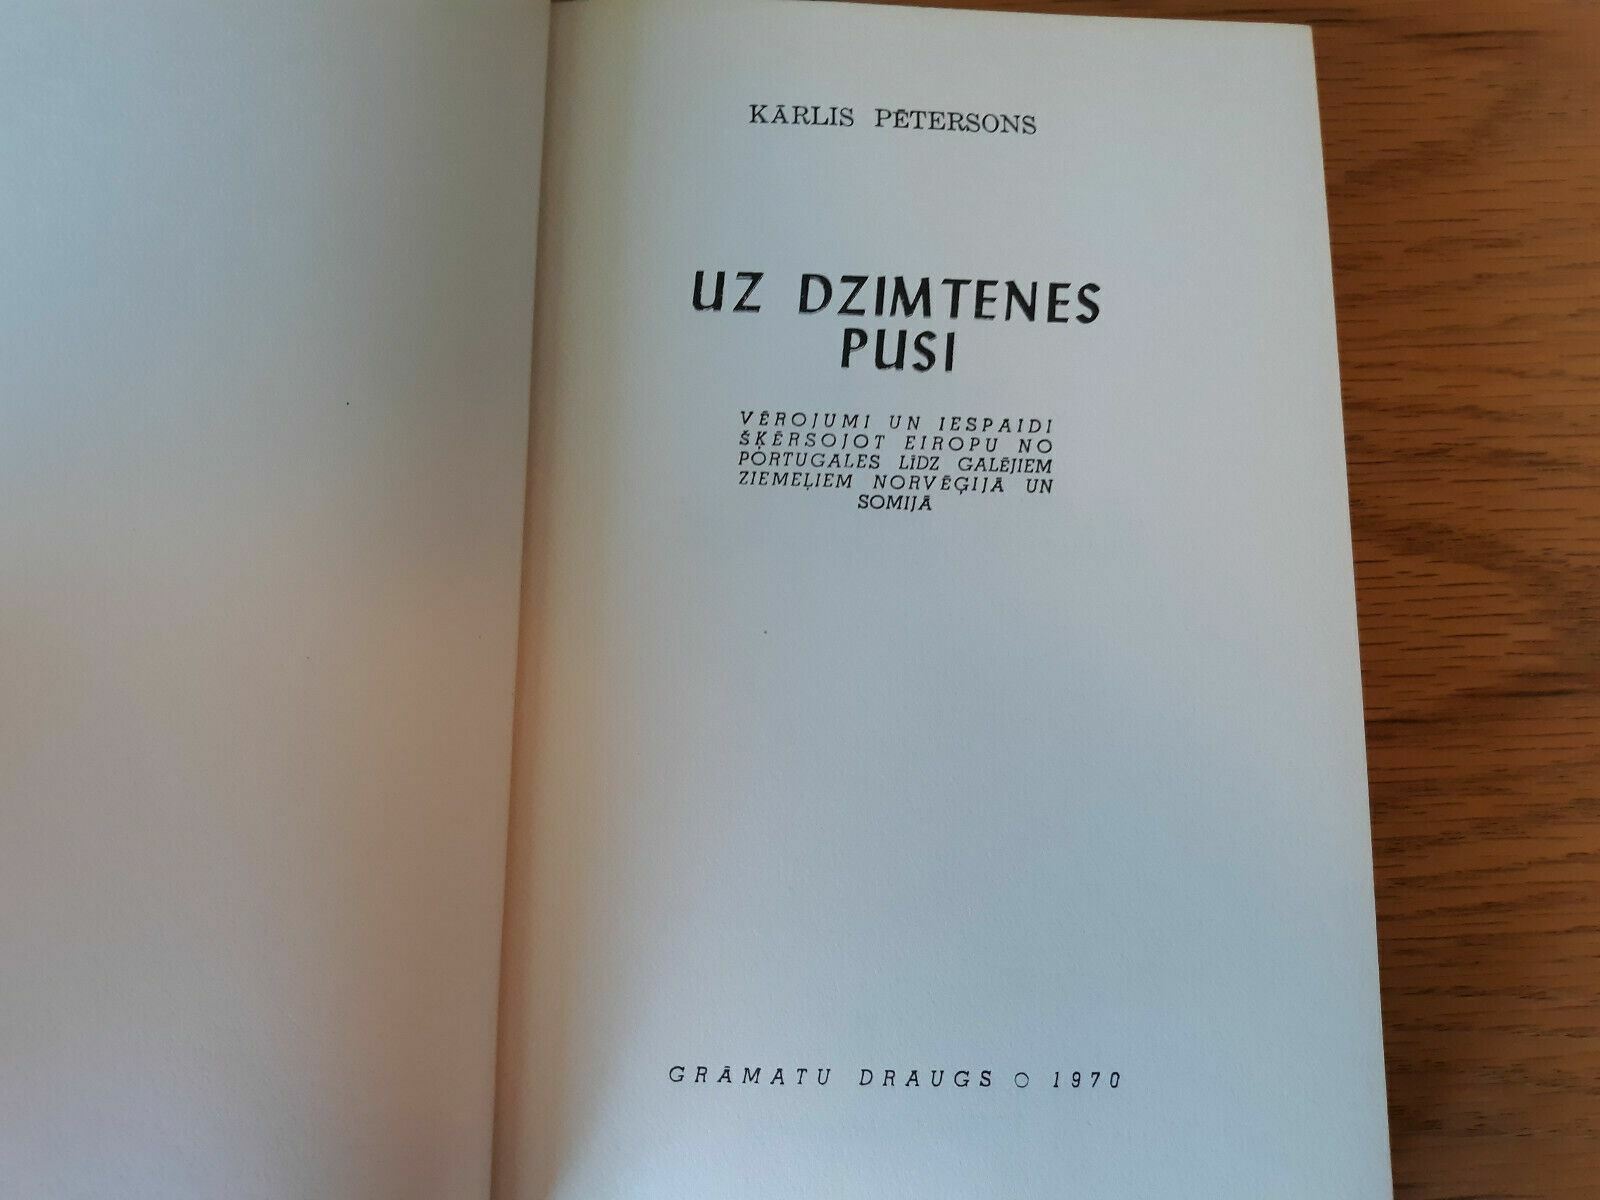 KĀRLIS PĒTERSONS
UZ DZIMTENES
PUSI
VĒROJUMI UN IESPAIDI
ŠĶĒRSOJOT EIROPU NO
PORTUGALES LĪDZ GALĒJIEM
ZIEMEĻIEM NORVĒĢIJĀ UN
SOMIJĀ
GRĀMATU DRAUGS ○ 1970